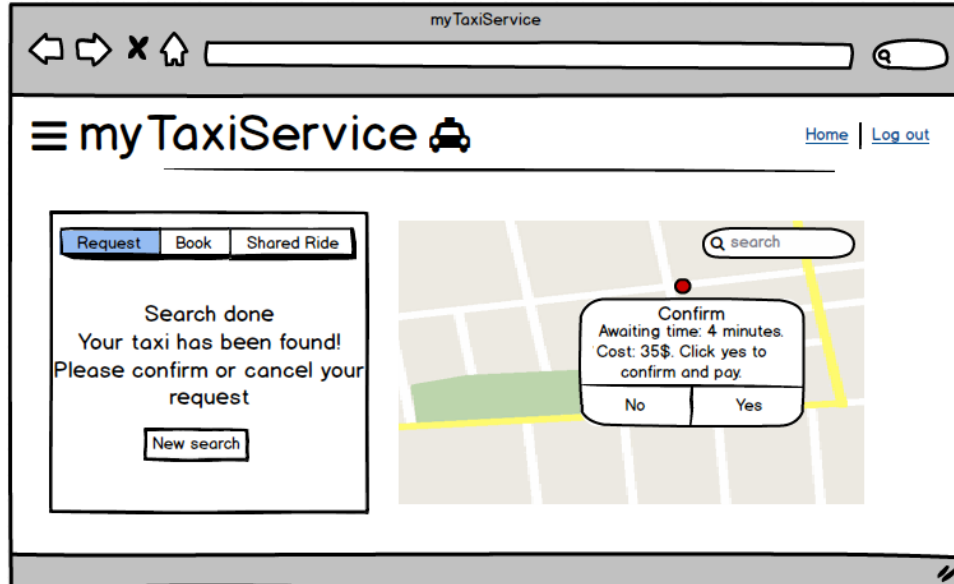 myTaxiService
myTaxiService
Home | Log out
Request Book Shared Ride
Search done
Your taxi has been found!
Please confirm or cancel your
request
New search
search
Confirm
Awaiting time: 4 minutes.
Cost: 35$. Click yes to
confirm and pay.
No Yes